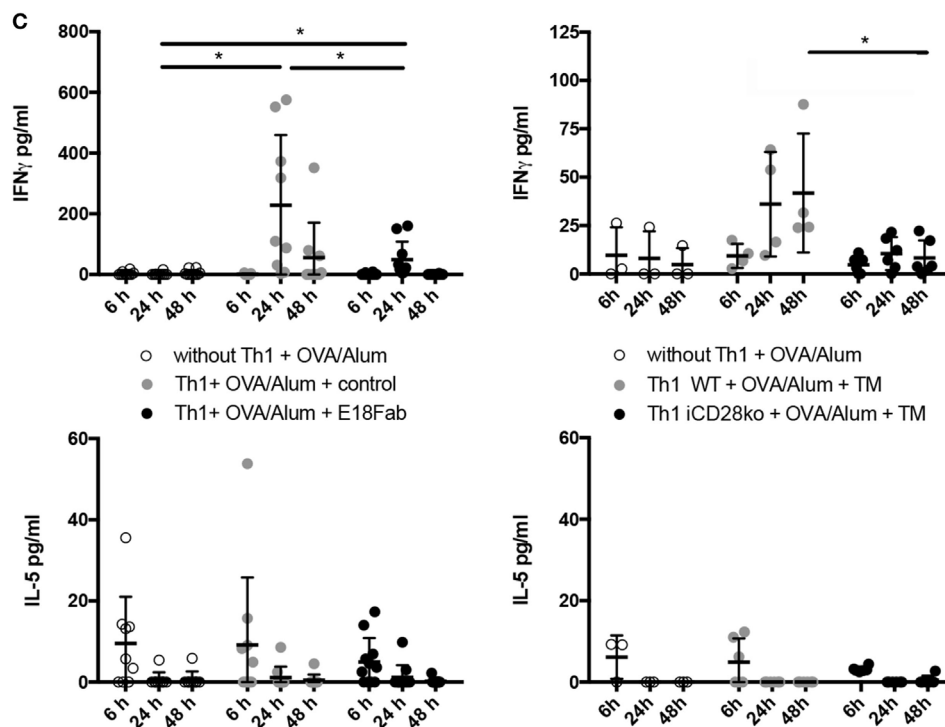 C
IFNγ pg/ml
800
600
400
200
0
*
*
*
6 h
24 h
48 h
6 h
24 h
48 h
6 h
24 h
48 h
IFNγ pg/ml
125
100
75
50
25
0
*
6h
24h
48h
6h
24h
48h
6h
24h
48h
without Th1 + OVA/Alum
Th1+ OVA/Alum + control
Th1+ OVA/Alum + E18Fab
without Th1 + OVA/Alum
Th1 WT + OVA/Alum + TM
Th1 iCD28ko + OVA/Alum + TM
IL-5 pg/ml
60
40
20
0
6 h
24 h
48 h
6 h
24 h
48 h
6 h
24 h
48 h
IL-5 pg/ml
60
40
20
0
6h
24h
48h
6h
24h
48h
6h
24h
48h